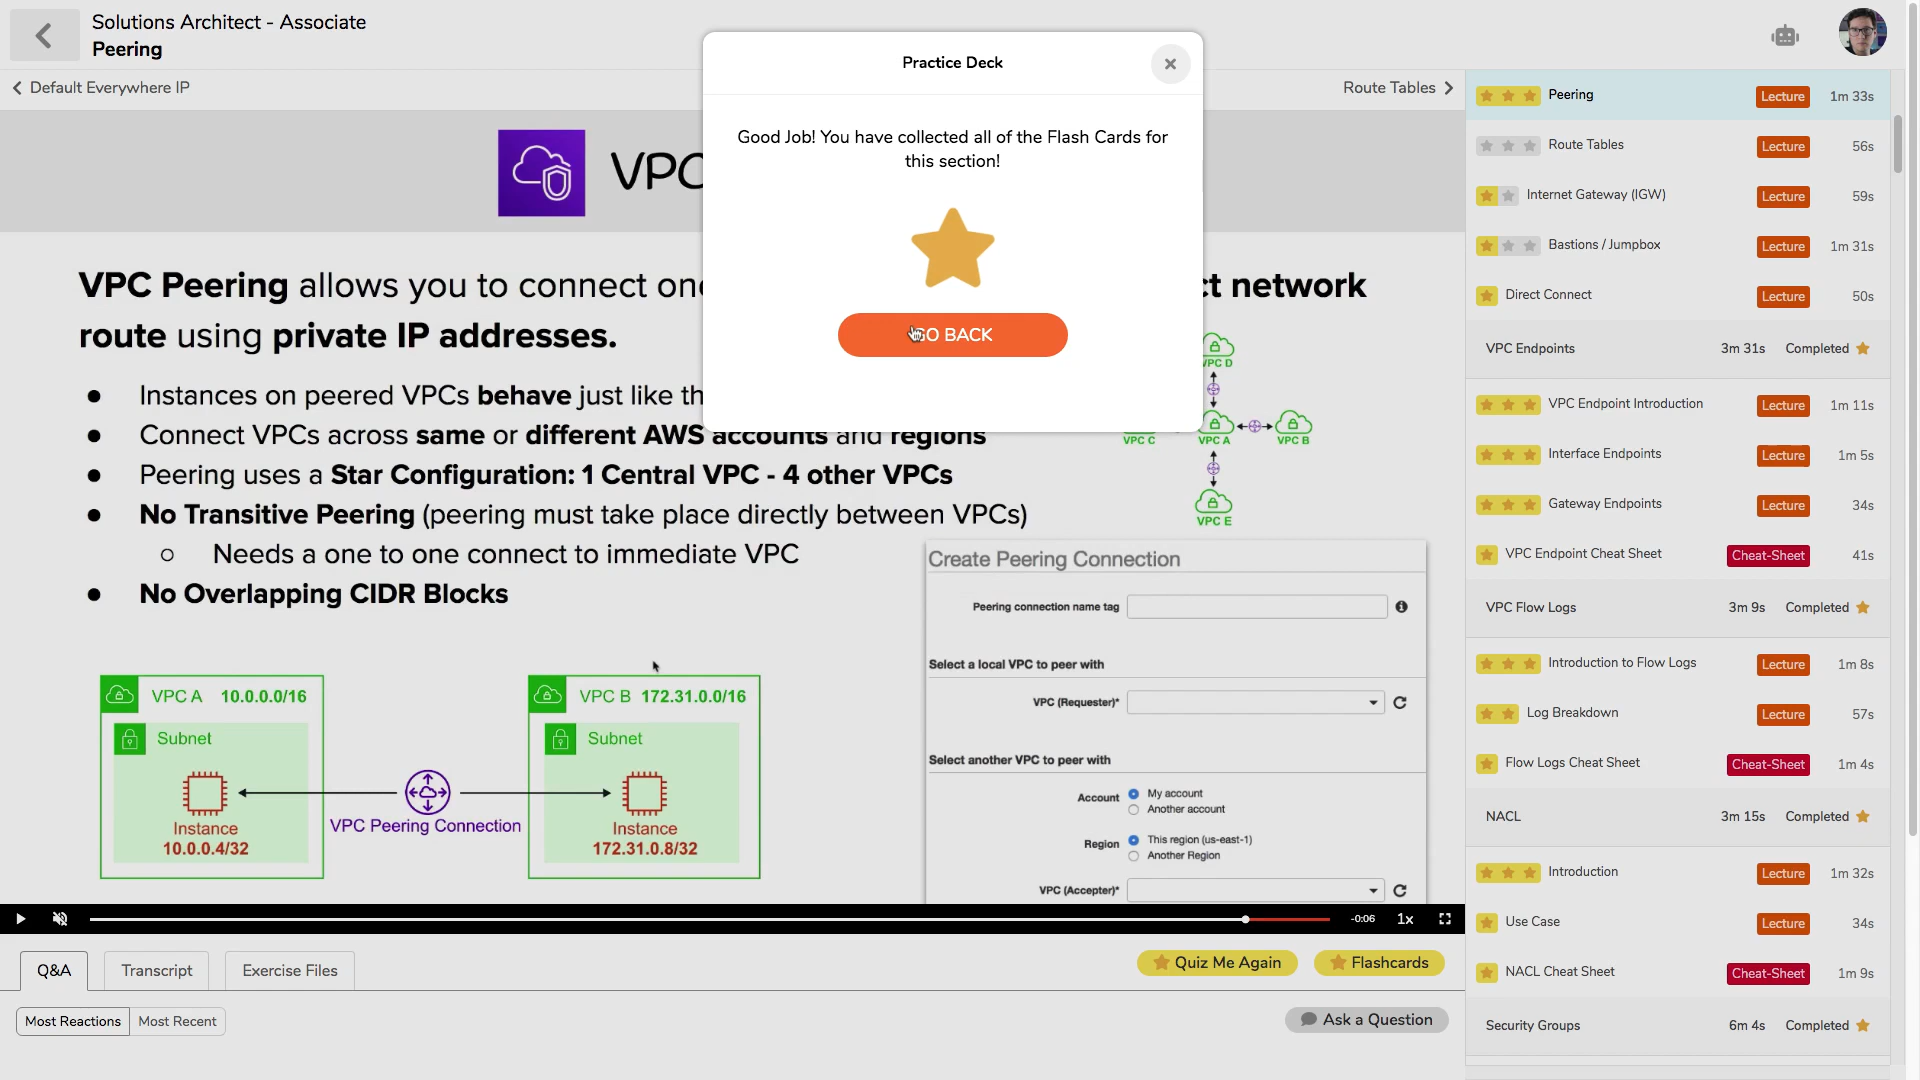 Solutions Architect - Associate
Peering
Default Everywhere IP
Route Tables
Practice Deck
Good Job! You have collected all of the Flash Cards for
this section!
GO BACK
VPC
VPC Peering allows you to connect
ct network
route using private IP addresses.
Instances on peered VPCs behave just like
Connect VPCs across same or different AWS accounts and regions
Peering uses a Star Configuration: 1 Central VPC - 4 other VPCs
No Transitive Peering (peering must take place directly between VPCs)
Needs a one to one connect to immediate VPC
No Overlapping CIDR Blocks
VPC D
VPC C
VPC A
VPC B
VPC E
VPC A 10.0.0.0/16
Subnet
Instance
10.0.0.4/32
VPC Peering Connection
VPC B 172.31.0.0/16
Subnet
Instance
172.31.0.8/32
Create Peering Connection
Peering connection name tag
Select a local VPC to peer with
VPC (Requester)*
Select another VPC to peer with
Account
My account
Another account
Region
This region (us-east-1)
Another Region
VPC (Accepter)*
-0:06
1x
Q&A
Transcript
Exercise Files
Quiz Me Again
Flashcards
Most Reactions
Most Recent
Ask a Question
Peering Lecture 1m 33s
Route Tables Lecture 56s
Internet Gateway (IGW) Lecture 59s
Bastions / Jumpbox Lecture 1m 31s
Direct Connect Lecture 50s
VPC Endpoints 3m 31s Completed
VPC Endpoint Introduction Lecture 1m 11s
Interface Endpoints Lecture 1m 5s
Gateway Endpoints Lecture 34s
VPC Endpoint Cheat Sheet Cheat-Sheet 41s
VPC Flow Logs 3m 9s Completed
Introduction to Flow Logs Lecture 1m 8s
Log Breakdown Lecture 57s
Flow Logs Cheat Sheet Cheat-Sheet 1m 4s
NACL 3m 15s Completed
Introduction Lecture 1m 32s
Use Case Lecture 34s
NACL Cheat Sheet Cheat-Sheet 1m 9s
Security Groups 6m 4s Completed